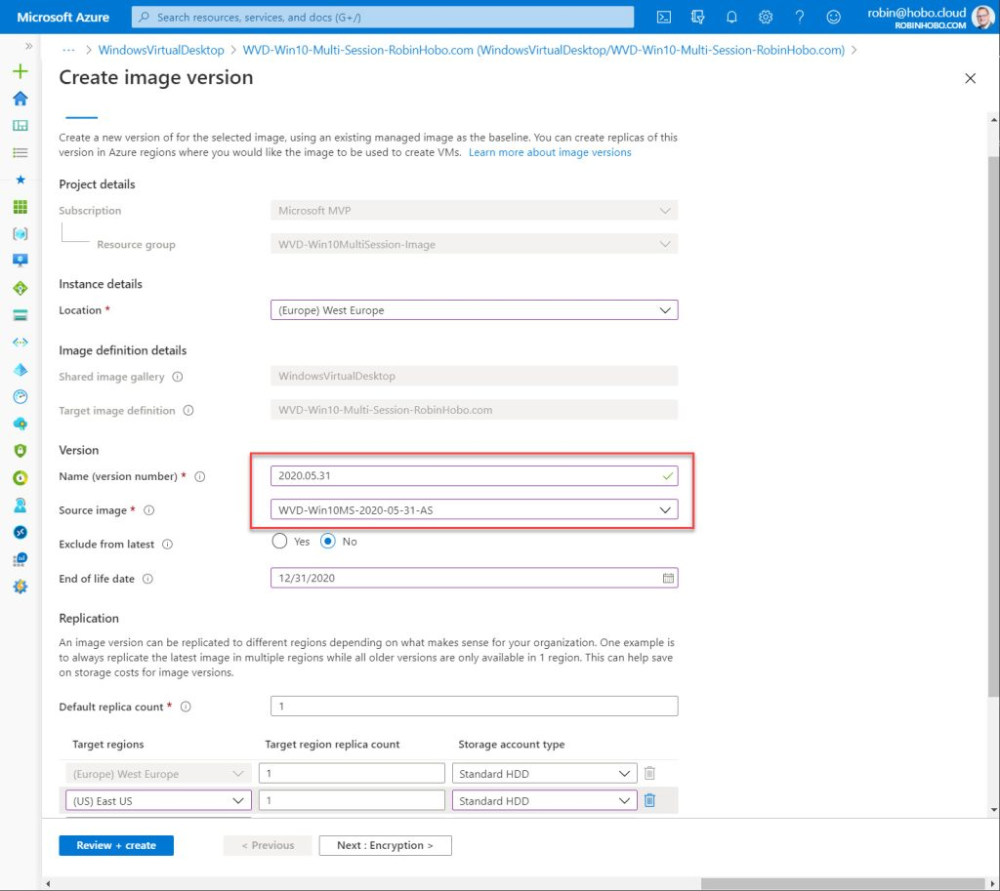 Microsoft Azure
Search resources, services, and docs (G+/)
robin@hobo.cloud
ROBINHOBO.COM
··· > WindowsVirtualDesktop > WVD-Win10-Multi-Session-RobinHobo.com (WindowsVirtualDesktop/WVD-Win10-Multi-Session-RobinHobo.com) >
Create image version
Create a new version of for the selected image, using an existing managed image as the baseline. You can create replicas of this
version in Azure regions where you would like the image to be used to create VMs. Learn more about image versions
Project details
Subscription
Microsoft MVP
Resource group
WVD-Win10MultiSession-Image
Instance details
Location *
(Europe) West Europe
Image definition details
Shared image gallery
WindowsVirtualDesktop
Target image definition
WVD-Win10-Multi-Session-RobinHobo.com
Version
Name (version number) *
2020.05.31
Source image *
WVD-Win10MS-2020-05-31-AS
Exclude from latest
Yes No
End of life date
12/31/2020
Replication
An image version can be replicated to different regions depending on what makes sense for your organization. One example is
to always replicate the latest image in multiple regions while all older versions are only available in 1 region. This can help save
on storage costs for image versions.
Default replica count *
1
Target regions Target region replica count Storage account type
(Europe) West Europe 1 Standard HDD
(US) East US 1 Standard HDD
Review + create < Previous Next : Encryption >